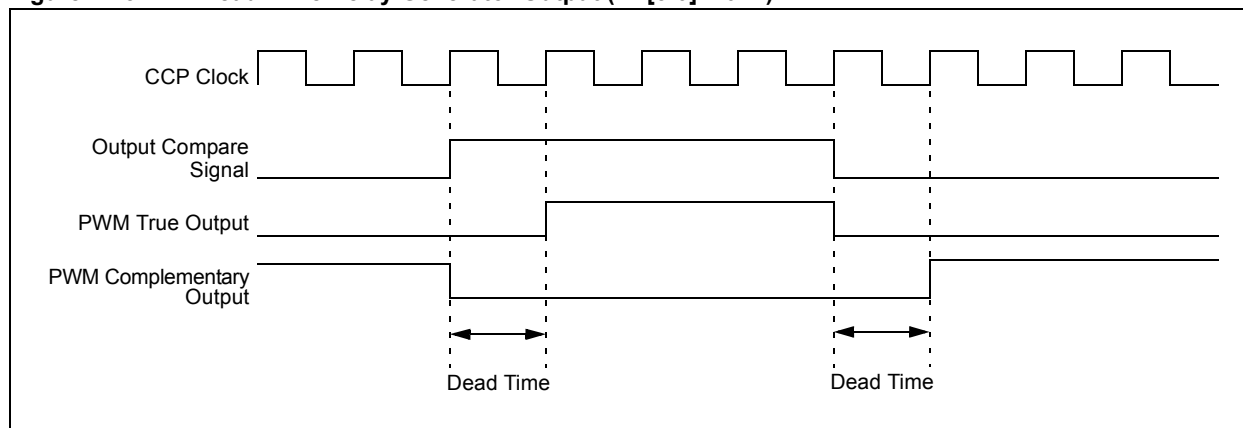 CCP Clock
Output Compare
Signal
PWM True Output
PWM Complementary
Output
Dead Time
Dead Time